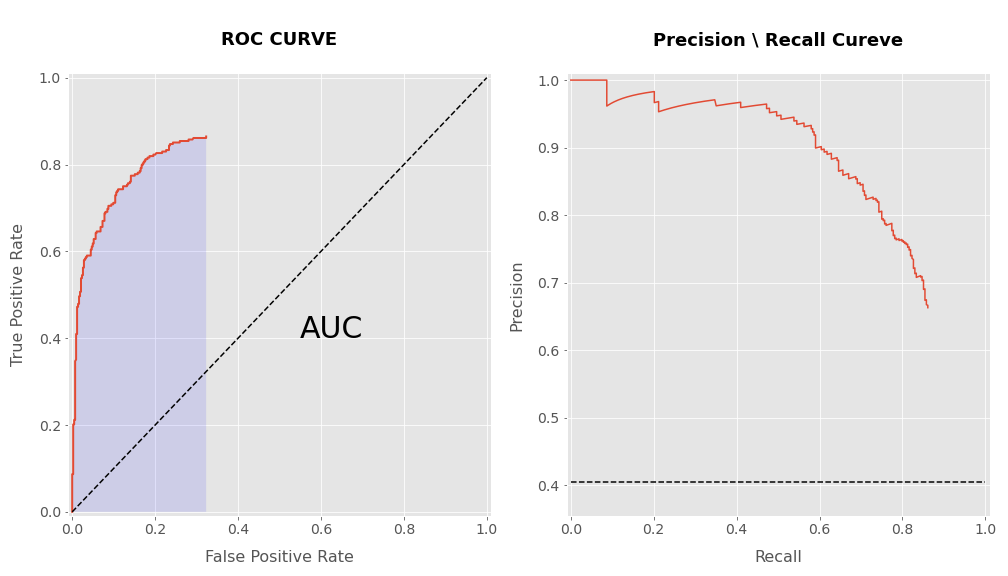 ROC CURVE
1.0
0.8
0.6
0.4
0.2
0.0
True Positive Rate
AUC
0.0 0.2 0.4 0.6 0.8 1.0
False Positive Rate
Precision \ Recall Cureve
1.0
0.9
0.8
0.7
0.6
0.5
0.4
Precision
0.0 0.2 0.4 0.6 0.8 1.0
Recall